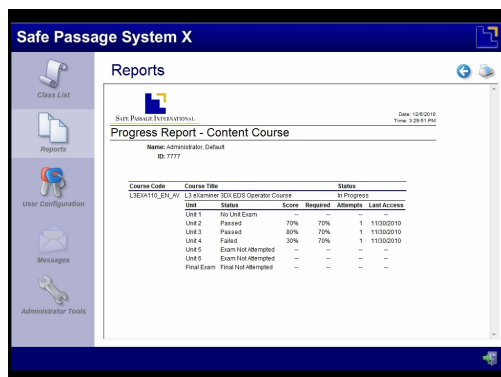 Safe Passage System X
Class List
Reports
User Configuration
Messages
Administrator Tools
Reports
SAFE PASSAGE INTERNATIONAL
Date: 12/6/2010
Time: 3:29:51 PM
Progress Report - Content Course
Name: Administrator, Default
ID: 7777
Course Code Course Title Status
L3EXA110_EN_AV L3 eXaminer 3DX EDS Operator Course In Progress
Unit Status Score Required Attempts Last Access
Unit 1 No Unit Exam -- -- -- --
Unit 2 Passed 70% 70% 1 11/30/2010
Unit 3 Passed 80% 70% 1 11/30/2010
Unit 4 Failed 30% 70% 1 11/30/2010
Unit 5 Exam Not Attempted -- -- -- --
Unit 6 Exam Not Attempted -- -- -- --
Final Exam Final Not Attempted -- -- -- --